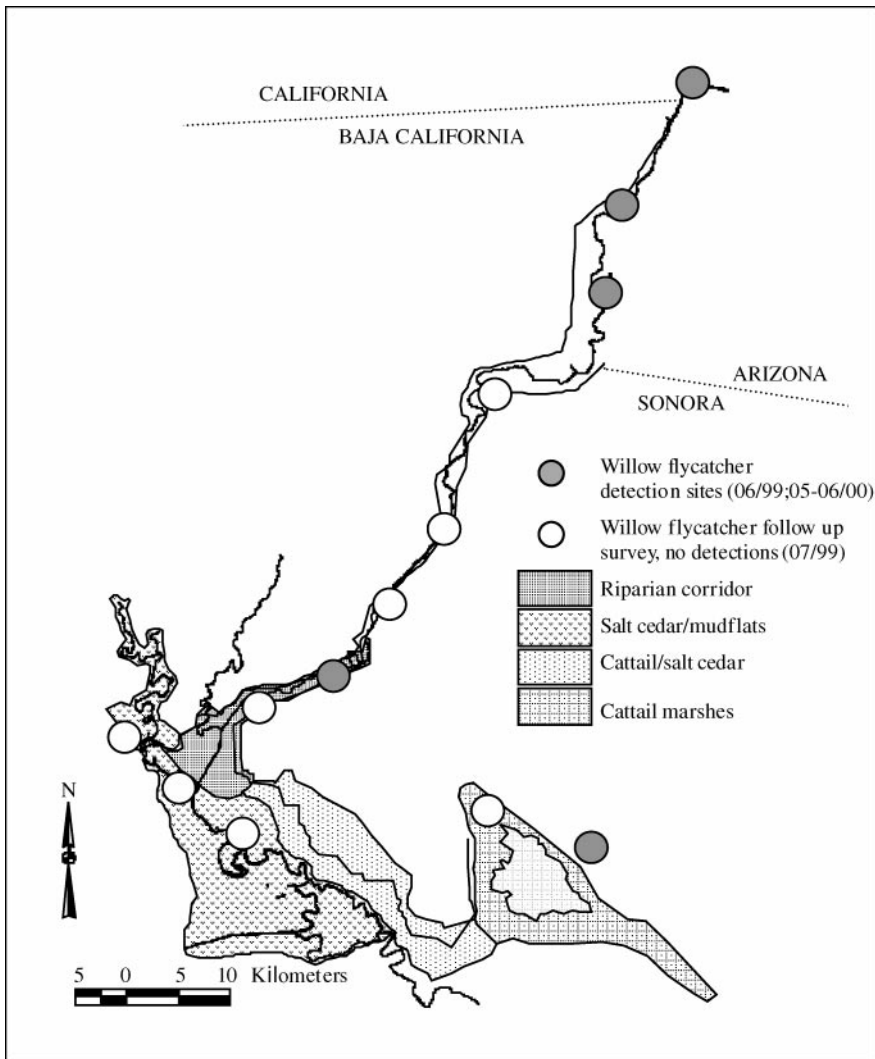 CALIFORNIA
BAJA CALIFORNIA
ARIZONA
SONORA
Willow flycatcher
detection sites (06/99;05-06/00)
Willow flycatcher follow up
survey, no detections (07/99)
Riparian corridor
Salt cedar/mudflats
Cattail/salt cedar
Cattail marshes
N
5 0 5 10 Kilometers